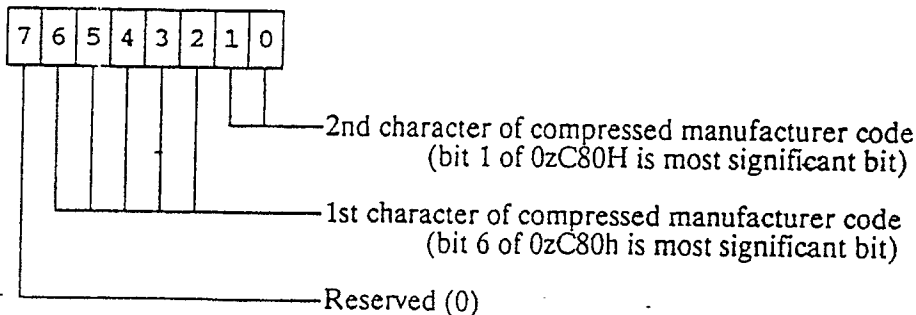 7 6 5 4 3 2 1 0
2nd character of compressed manufacturer code
(bit 1 of 0zC80H is most significant bit)
1st character of compressed manufacturer code
(bit 6 of 0zC80h is most significant bit)
Reserved (0)